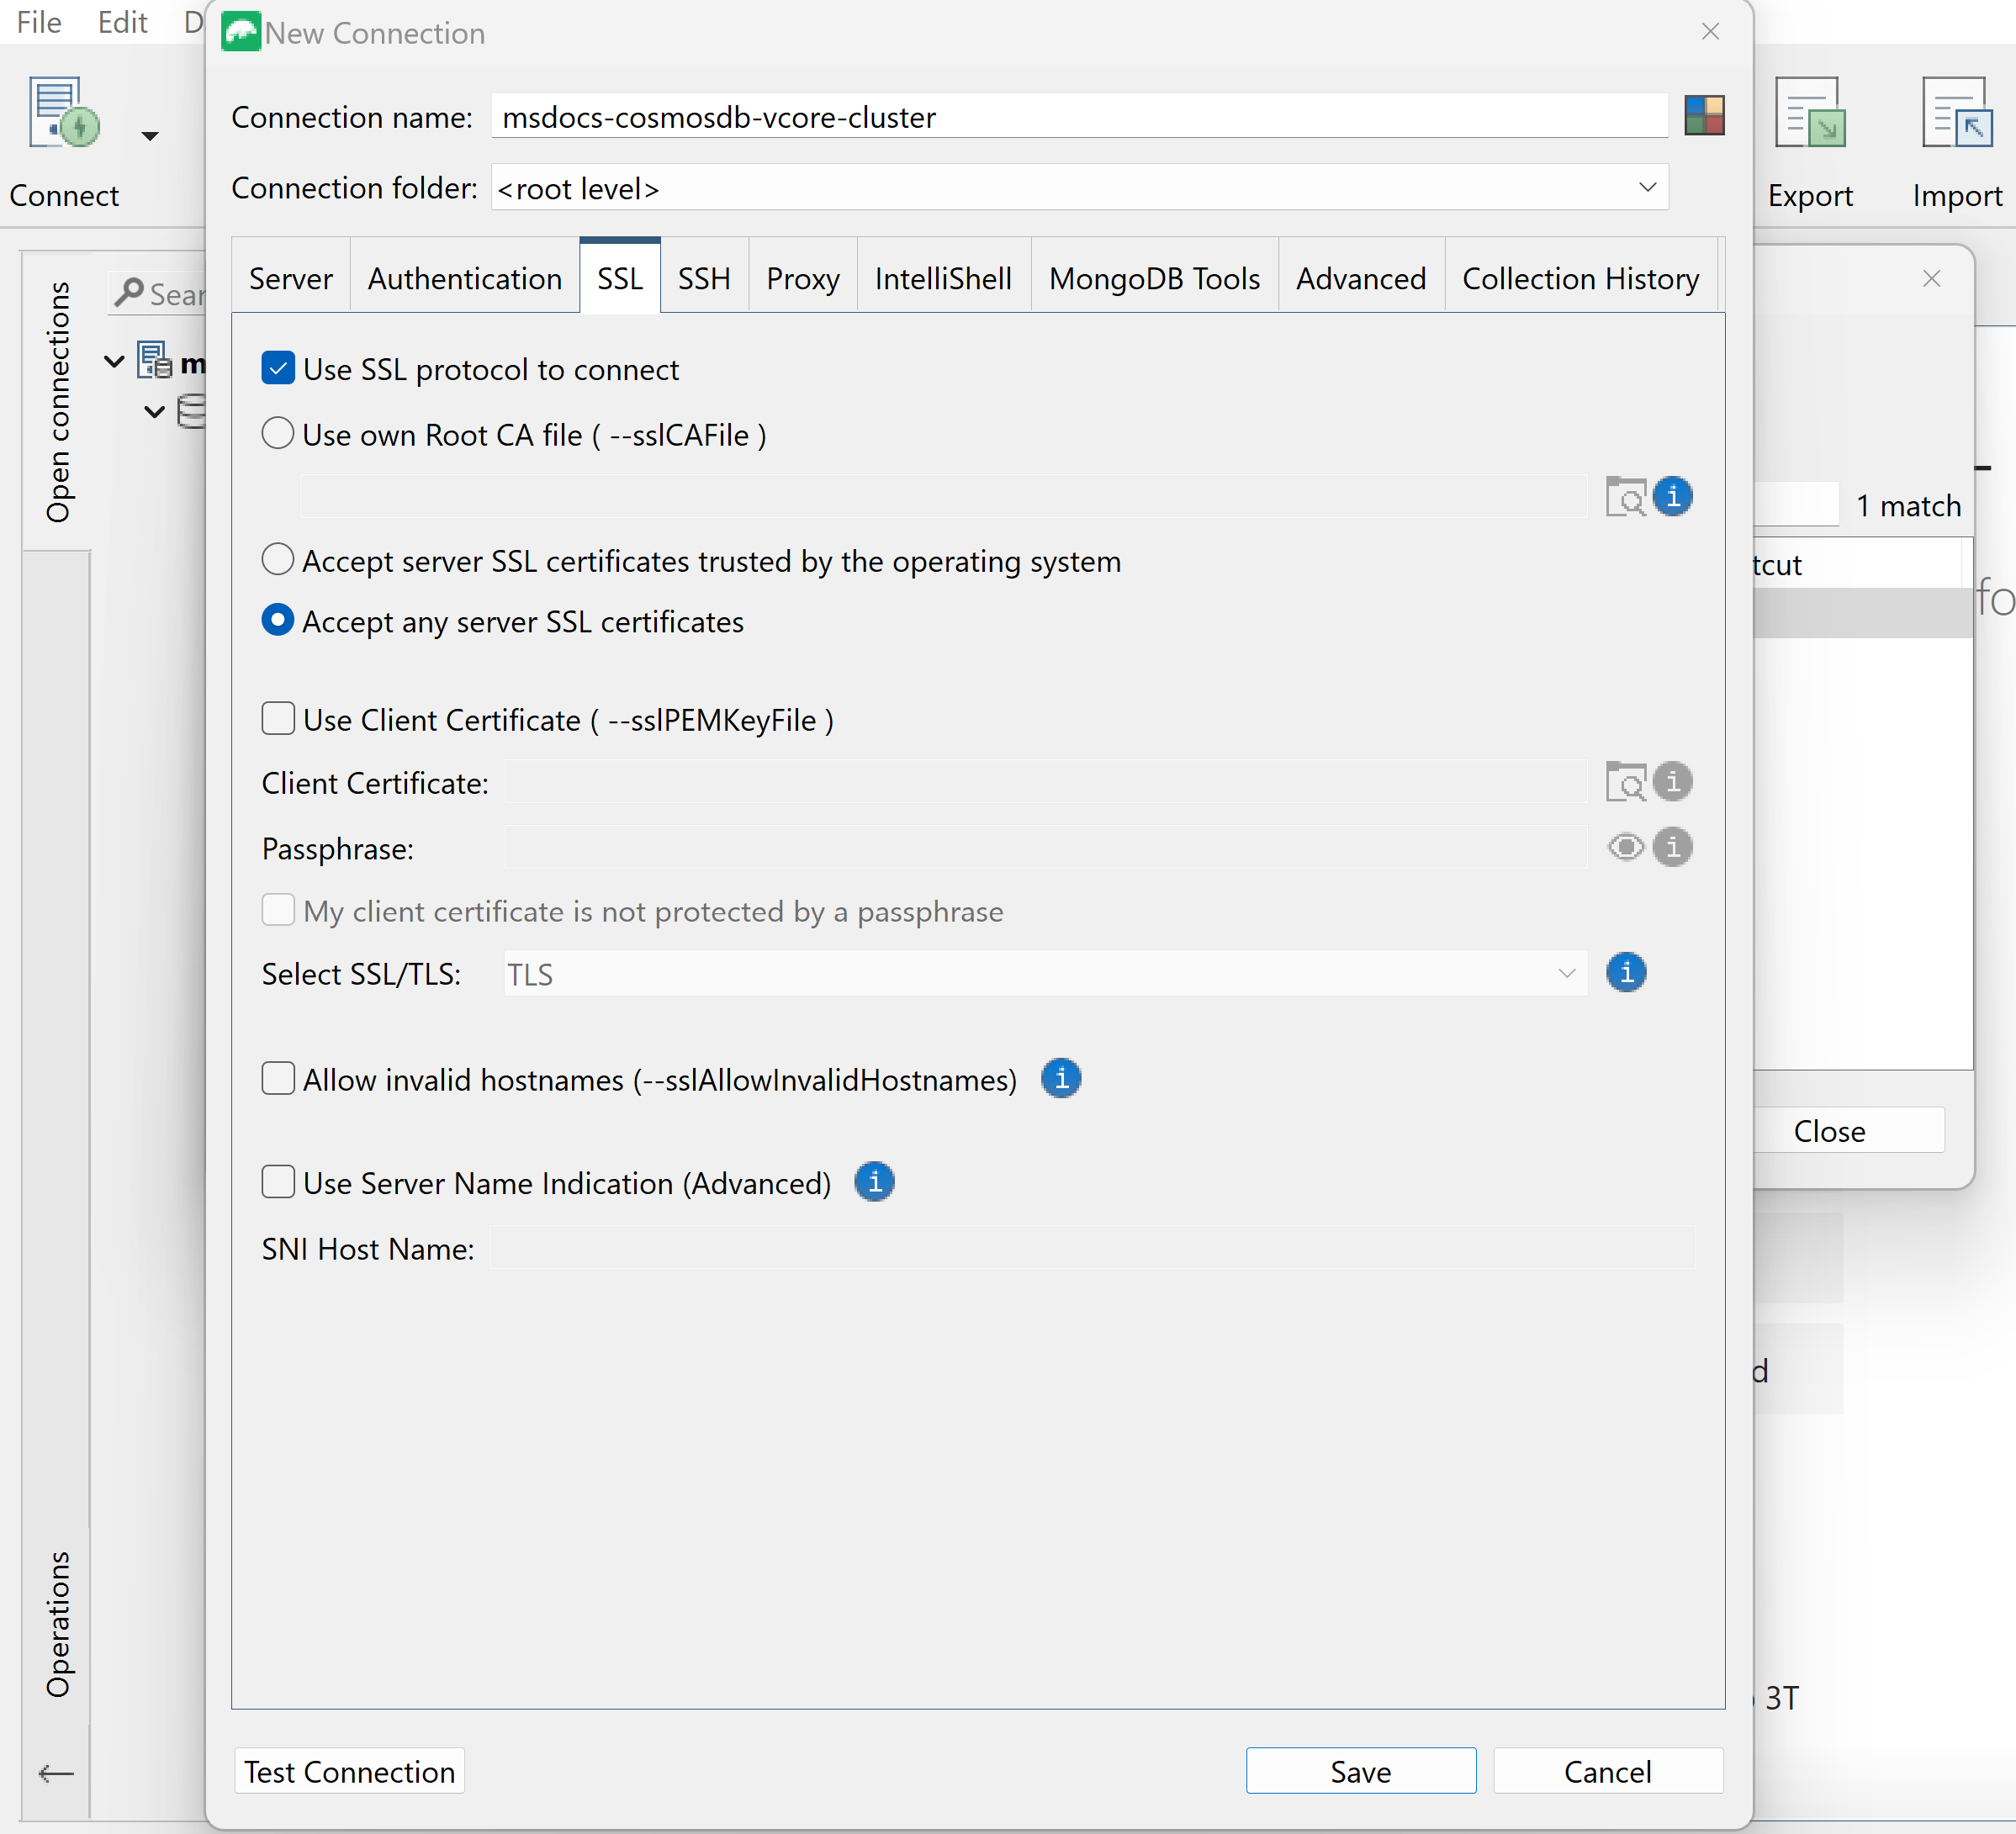 File Edit D
New Connection
Connect
Connection name: msdocs-cosmosdb-vcore-cluster
Connection folder: <root level>
Export Import
Server Authentication SSL SSH Proxy IntelliShell MongoDB Tools Advanced Collection History
Open connections
Sear
m
Use SSL protocol to connect
Use own Root CA file ( --sslCAFile )
1 match
Accept server SSL certificates trusted by the operating system
tcut
fo
Accept any server SSL certificates
Use Client Certificate ( --sslPEMKeyFile )
Client Certificate:
Passphrase:
My client certificate is not protected by a passphrase
Select SSL/TLS: TLS
Allow invalid hostnames (--sslAllowInvalidHostnames)
Close
Use Server Name Indication (Advanced)
SNI Host Name:
d
Operations
3T
Test Connection Save Cancel